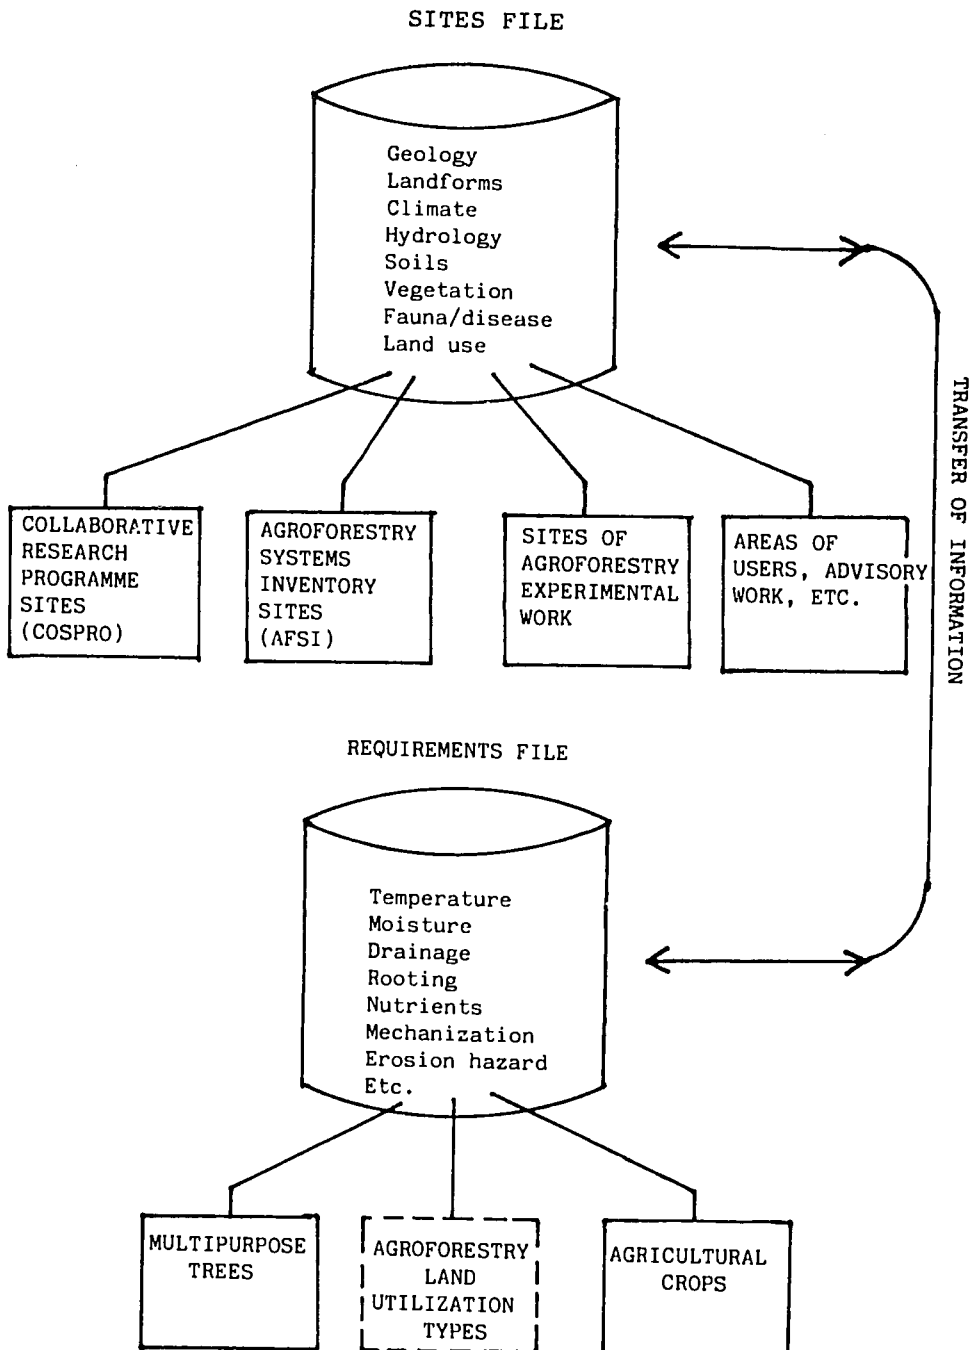 SITES FILE
Geology
Landforms
Climate
Hydrology
Soils
Vegetation
Fauna/disease
Land use
COLLABORATIVE
RESEARCH
PROGRAMME
SITES
(COSPRO)
AGROFORESTRY
SYSTEMS
INVENTORY
SITES
(AFSI)
SITES OF
AGROFORESTRY
EXPERIMENTAL
WORK
AREAS OF
USERS, ADVISORY
WORK, ETC.
TRANSFER OF INFORMATION
REQUIREMENTS FILE
Temperature
Moisture
Drainage
Rooting
Nutrients
Mechanization
Erosion hazard
Etc.
MULTIPURPOSE
TREES
AGROFORESTRY
LAND
UTILIZATION
TYPES
AGRICULTURAL
CROPS